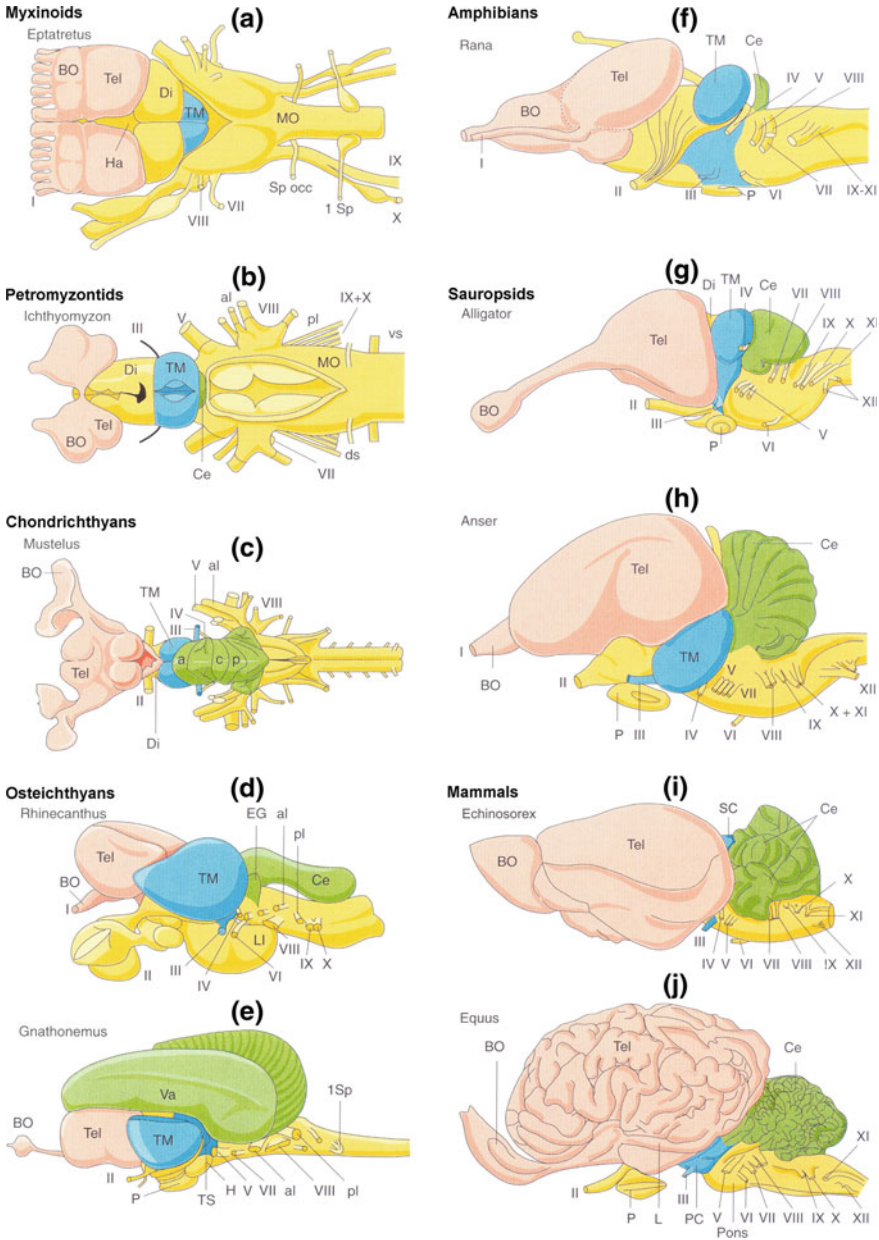 Myxinoids
(a)
Eptatretus
BO
Tel
Di
TM
MO
Ha
I
VIII
VII
Sp occ
1 Sp
IX
X
(b)
Petromyzontids
Ichthyomyzon
III
V
al
VIII
pl
IX+X
vs
Di
TM
MO
BO
Tel
Ce
VII
ds
Chondrichthyans
(c)
Mustelus
BO
V
al
TM
IV
III
VIII
Tel
a
c
p
II
Di
Osteichthyans
(d)
Rhinecanthus
EG
al
pl
Tel
TM
Ce
BO
I
II
III
IV
LI
VI
VIII
IX
X
(e)
Gnathonemus
Va
1Sp
BO
Tel
TM
II
P
TS
H
V
VII
al
VIII
pl
Amphibians
(f)
Rana
TM
Ce
IV
V
VIII
Tel
BO
I
II
III
P
VI
VII
IX-XI
(g)
Sauropsids
Alligator
Di
TM
IV
Ce
VII
VIII
IX
X
XI
Tel
BO
II
III
P
VI
V
XII
(h)
Anser
Ce
Tel
I
BO
II
TM
V
VII
P
III
IV
VI
VIII
IX
X + XI
XII
(i)
Mammals
Echinosorex
SC
Ce
BO
Tel
X
XI
III
IV
V
VI
VII
VIII
IX
XII
(j)
Equus
BO
Tel
Ce
XI
II
P
L
III
PC
V
Pons
VI
VII
VIII
IX
X
XII